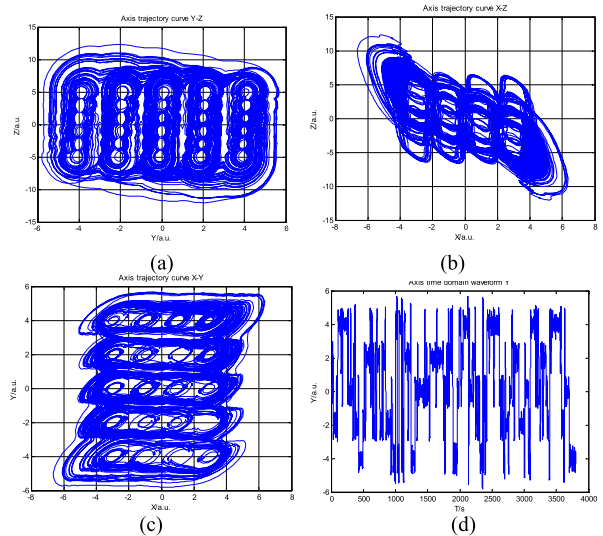 Axis trajectory curve Y-Z
15
10
5
0
-5
-10
-15
Z/a.u.
-6 -4 -2 0 2 4 6
Y/a.u.
(a)
Axis trajectory curve X-Z
15
10
5
0
-5
-10
-15
Z/a.u.
-8 -6 -4 -2 0 2 4 6 8
X/a.u.
(b)
Axis trajectory curve X-Y
6
4
2
0
-2
-4
-6
Y/a.u.
-8 -6 -4 -2 0 2 4 6 8
X/a.u.
(c)
Axis time domain waveform Y
6
4
2
0
-2
-4
-6
Y/a.u.
0 500 1000 1500 2000 2500 3000 3500 4000
T/s
(d)